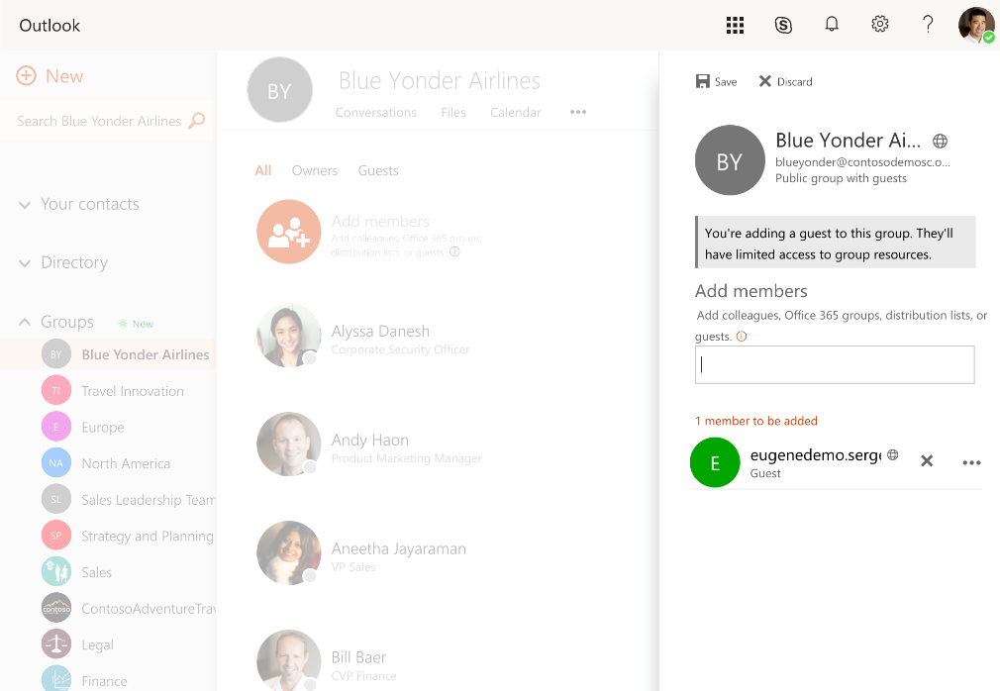 Outlook
New
Search Blue Yonder Airlines
Your contacts
Directory
Groups
New
BY
Blue Yonder Airlines
TI
Travel Innovation
E
Europe
NA
North America
SL
Sales Leadership Team
SP
Strategy and Planning
Sales
contoso
ContosoAdventureTrav
Legal
Finance
BY
Blue Yonder Airlines
Conversations
Files
Calendar
All
Owners
Guests
Add members
Add colleagues, Office 365 groups,
distribution lists, or guests.
Alyssa Danesh
Corporate Security Officer
Andy Haon
Product Marketing Manager
Aneetha Jayaraman
VP Sales
Bill Baer
CVP Finance
Save
Discard
BY
Blue Yonder Ai...
blueyonder@contosodemosc.o...
Public group with guests
You're adding a guest to this group. They'll
have limited access to group resources.
Add members
Add colleagues, Office 365 groups, distribution lists, or
guests.
1 member to be added
E
eugenedemo.serge
Guest